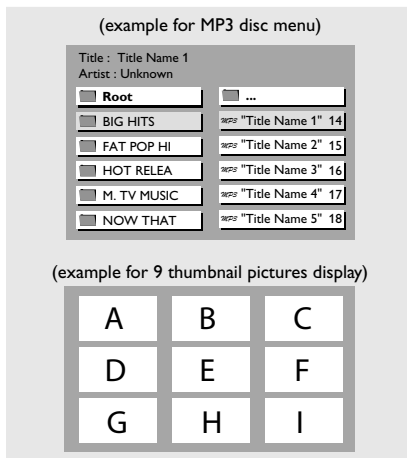 (example for MP3 disc menu)
Title : Title Name 1
Artist : Unknown
Root
...
BIG HITS
MP3 "Title Name 1" 14
FAT POP HI
MP3 "Title Name 2" 15
HOT RELEA
MP3 "Title Name 3" 16
M. TV MUSIC
MP3 "Title Name 4" 17
NOW THAT
MP3 "Title Name 5" 18
(example for 9 thumbnail pictures display)
A B C
D E F
G H I